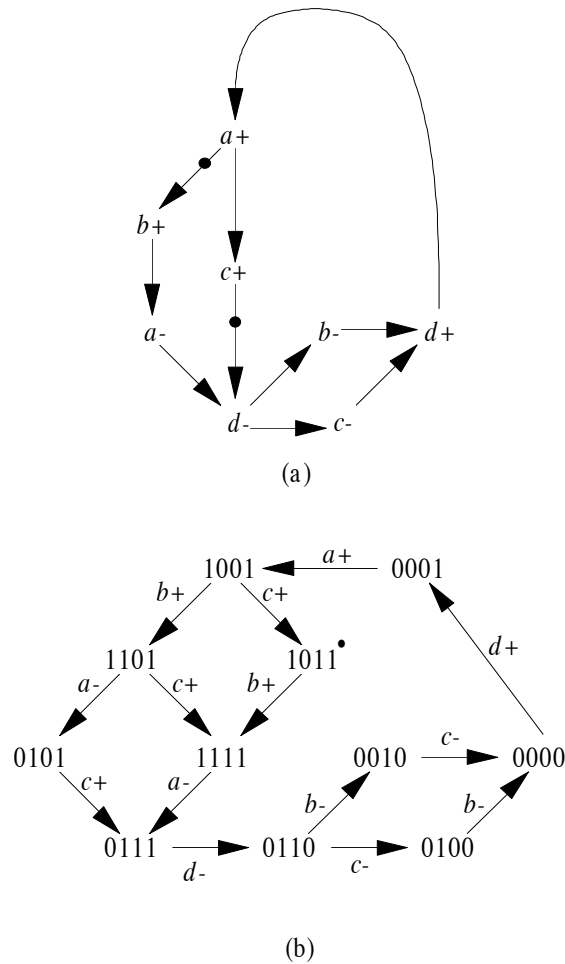 a+
b+
c+
a-
b-
d+
d-
c-
(a)
a+
1001
0001
b+
c+
d+
1101
1011
a-
c+
b+
0101
1111
0010
c-
0000
c+
a-
b-
b-
0111
0110
0100
d-
c-
(b)